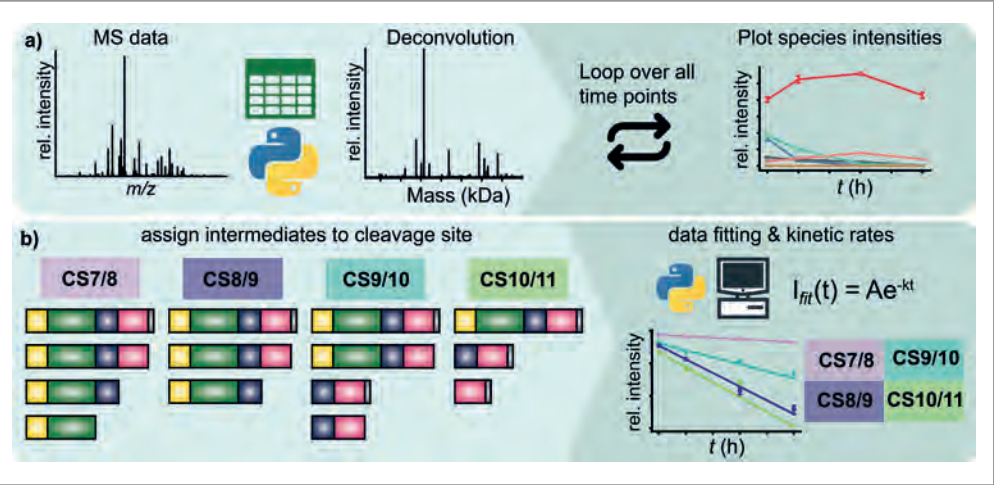 a)
MS data
rel. intensity
m/z
Deconvolution
rel. intensity
Mass (kDa)
Loop over all
time points
Plot species intensities
rel. intensity
t (h)
b)
assign intermediates to cleavage site
CS7/8
CS8/9
CS9/10
CS10/11
data fitting & kinetic rates
Ifit(t) = Ae-kt
rel. intensity
t (h)
CS7/8 CS9/10
CS8/9 CS10/11